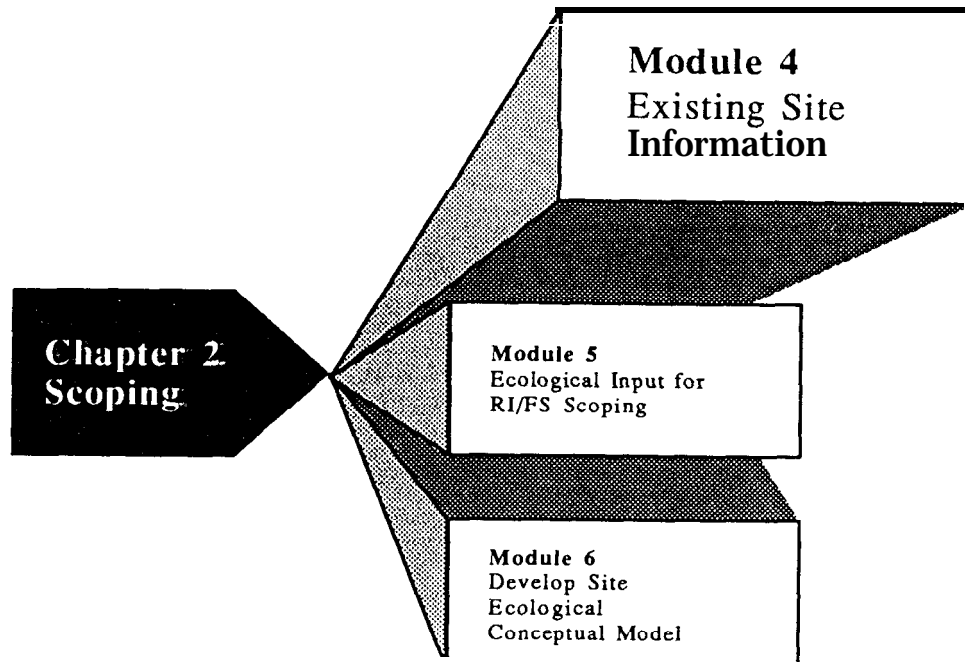 Chapter 2
Scoping
Module 4
Existing Site
Information
Module 5
Ecological Input for
RI/FS Scoping
Module 6
Develop Site
Ecological
Conceptual Model